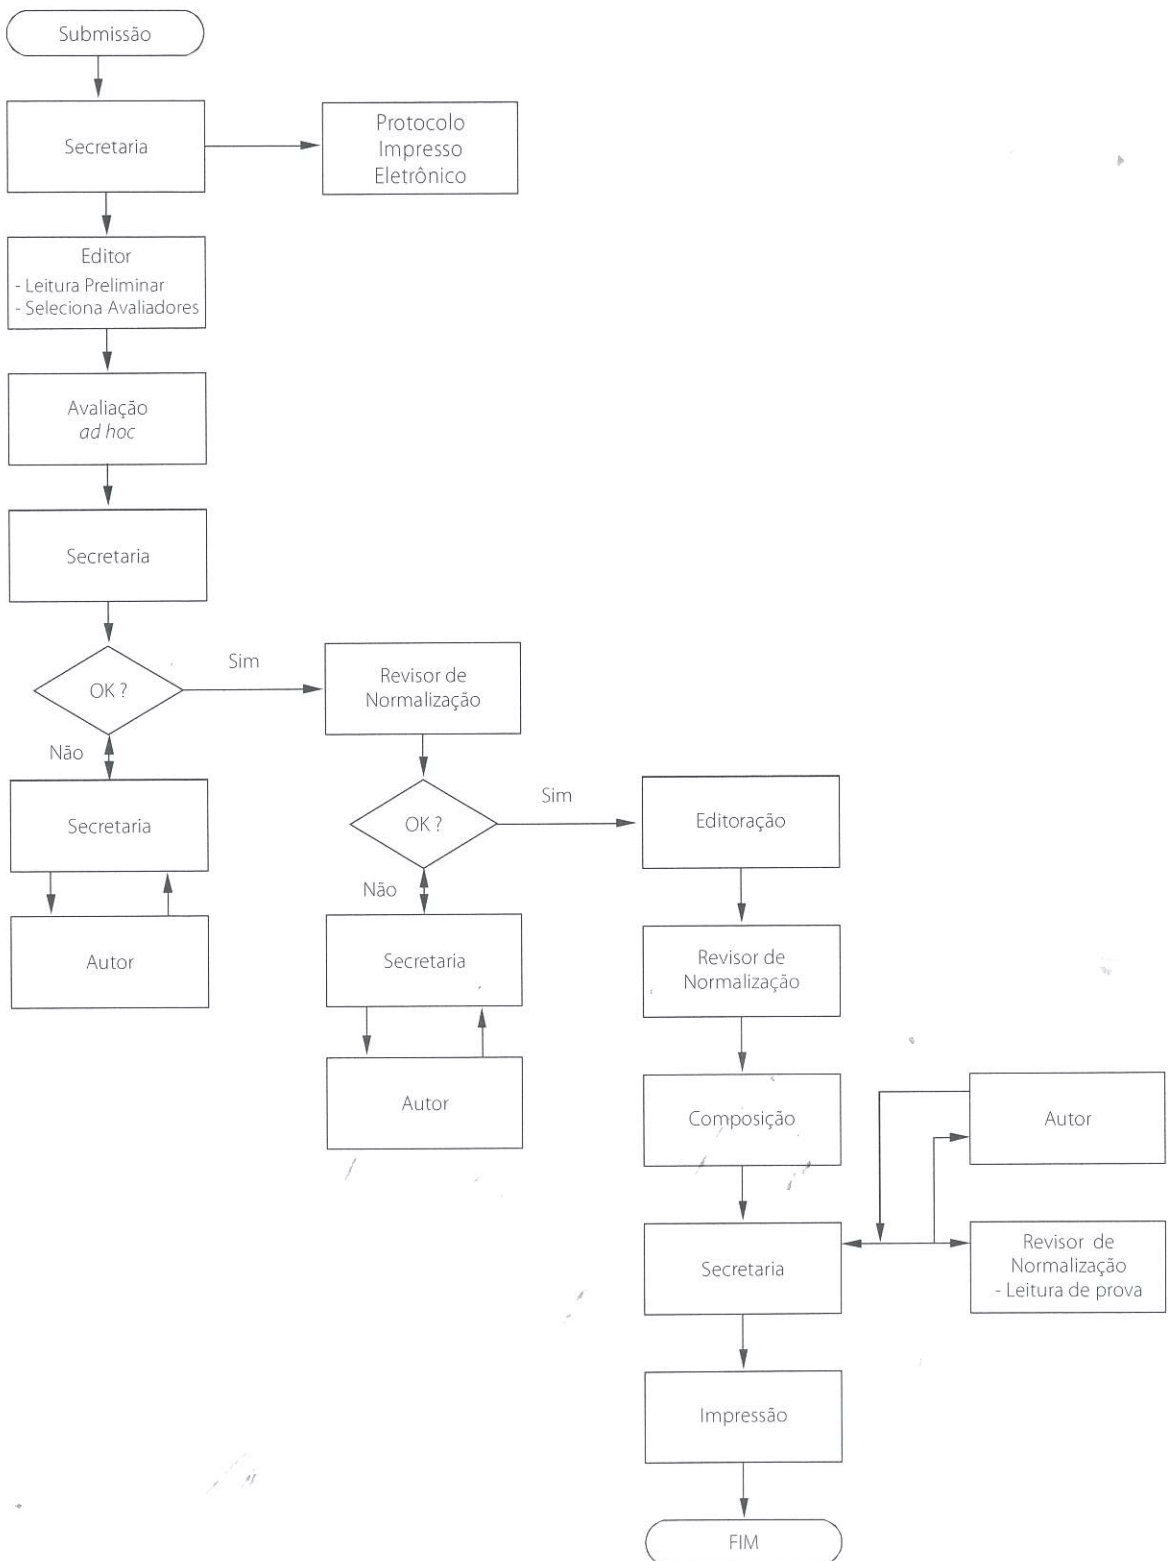 Submissão
Secretaria
Protocolo
Impresso
Eletrônico
Editor
- Leitura Preliminar
- Seleciona Avaliadores
Avaliação
ad hoc
Secretaria
OK ?
Sim
Revisor de
Normalização
Não
Secretaria
Autor
OK ?
Sim
Editoração
Não
Secretaria
Autor
Revisor de
Normalização
Composição
Autor
Secretaria
Revisor de
Normalização
- Leitura de prova
Impressão
FIM